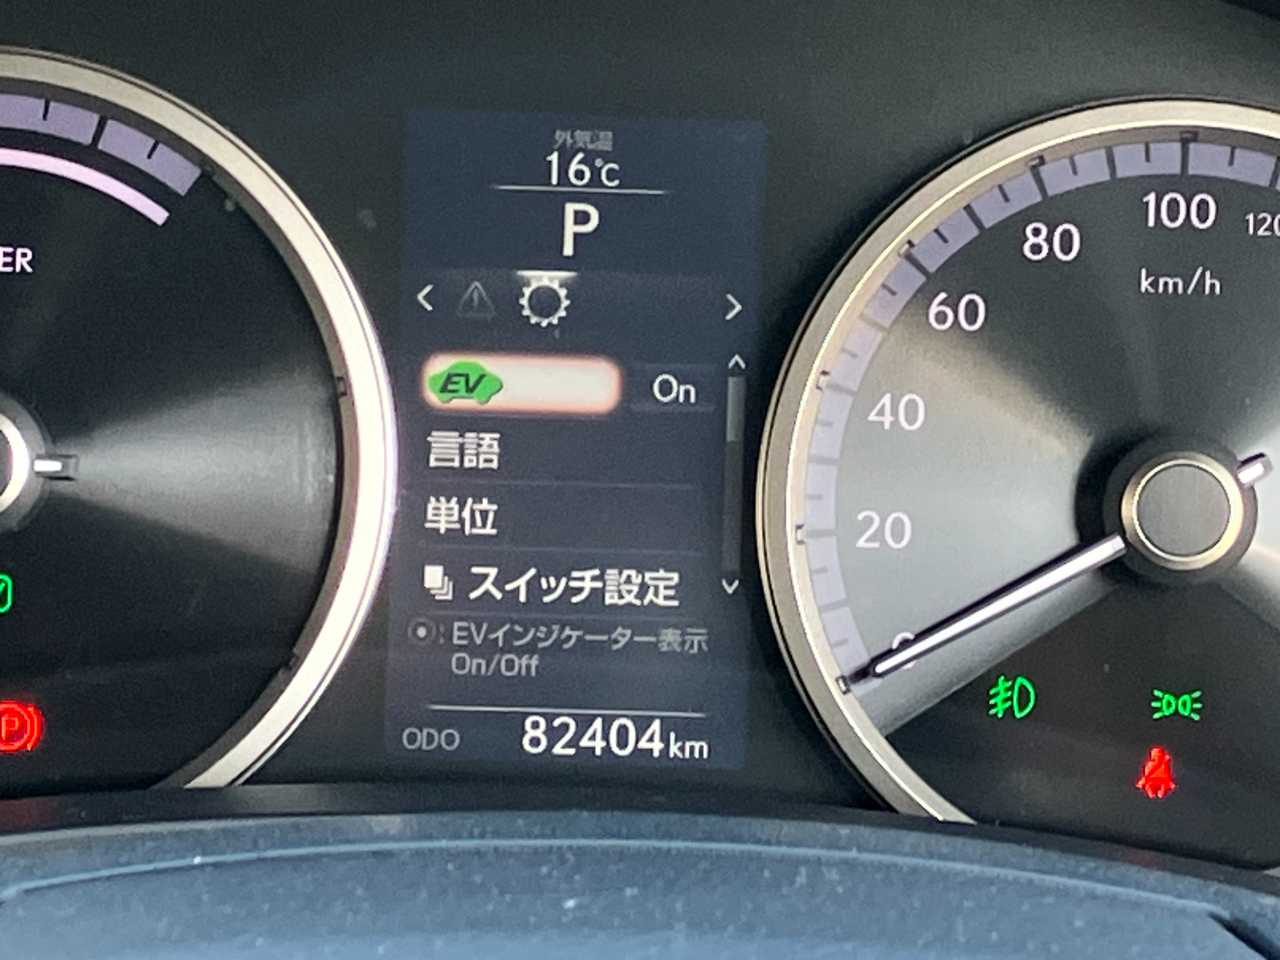 外気温
16℃
P
EV On
言語
単位
スイッチ設定
: EVインジケーター表示
On/Off
ODO 82404km
ER
P
100
120
80
km/h
60
40
20
0